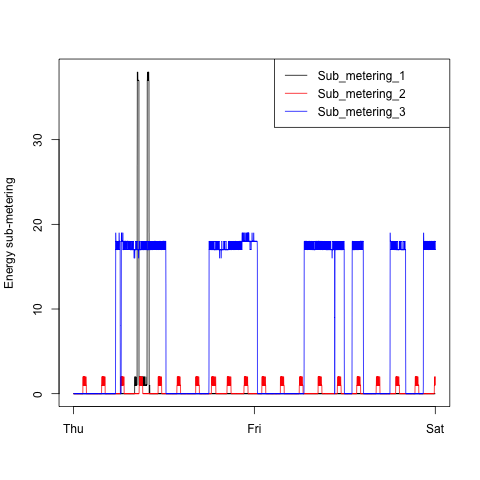 Sub_metering_1
Sub_metering_2
Sub_metering_3
Energy sub-metering
30
20
10
0
Thu
Fri
Sat